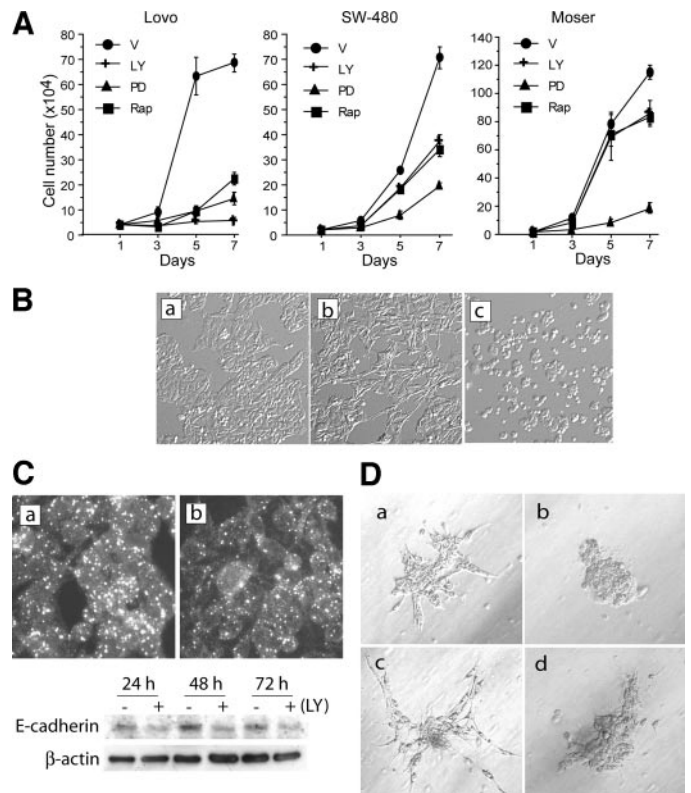 A
Lovo
SW-480
Moser
Cell number (x10⁴)
80
70
60
50
40
30
20
10
0
V
LY
PD
Rap
1 3 5 7
Days
80
70
60
50
40
30
20
10
0
V
LY
PD
Rap
1 3 5 7
Days
140
120
100
80
60
40
20
0
V
LY
PD
Rap
1 3 5 7
Days
B
a
b
c
C
a
b
24 h 48 h 72 h
- + - + - + (LY)
E-cadherin
β-actin
D
a
b
c
d